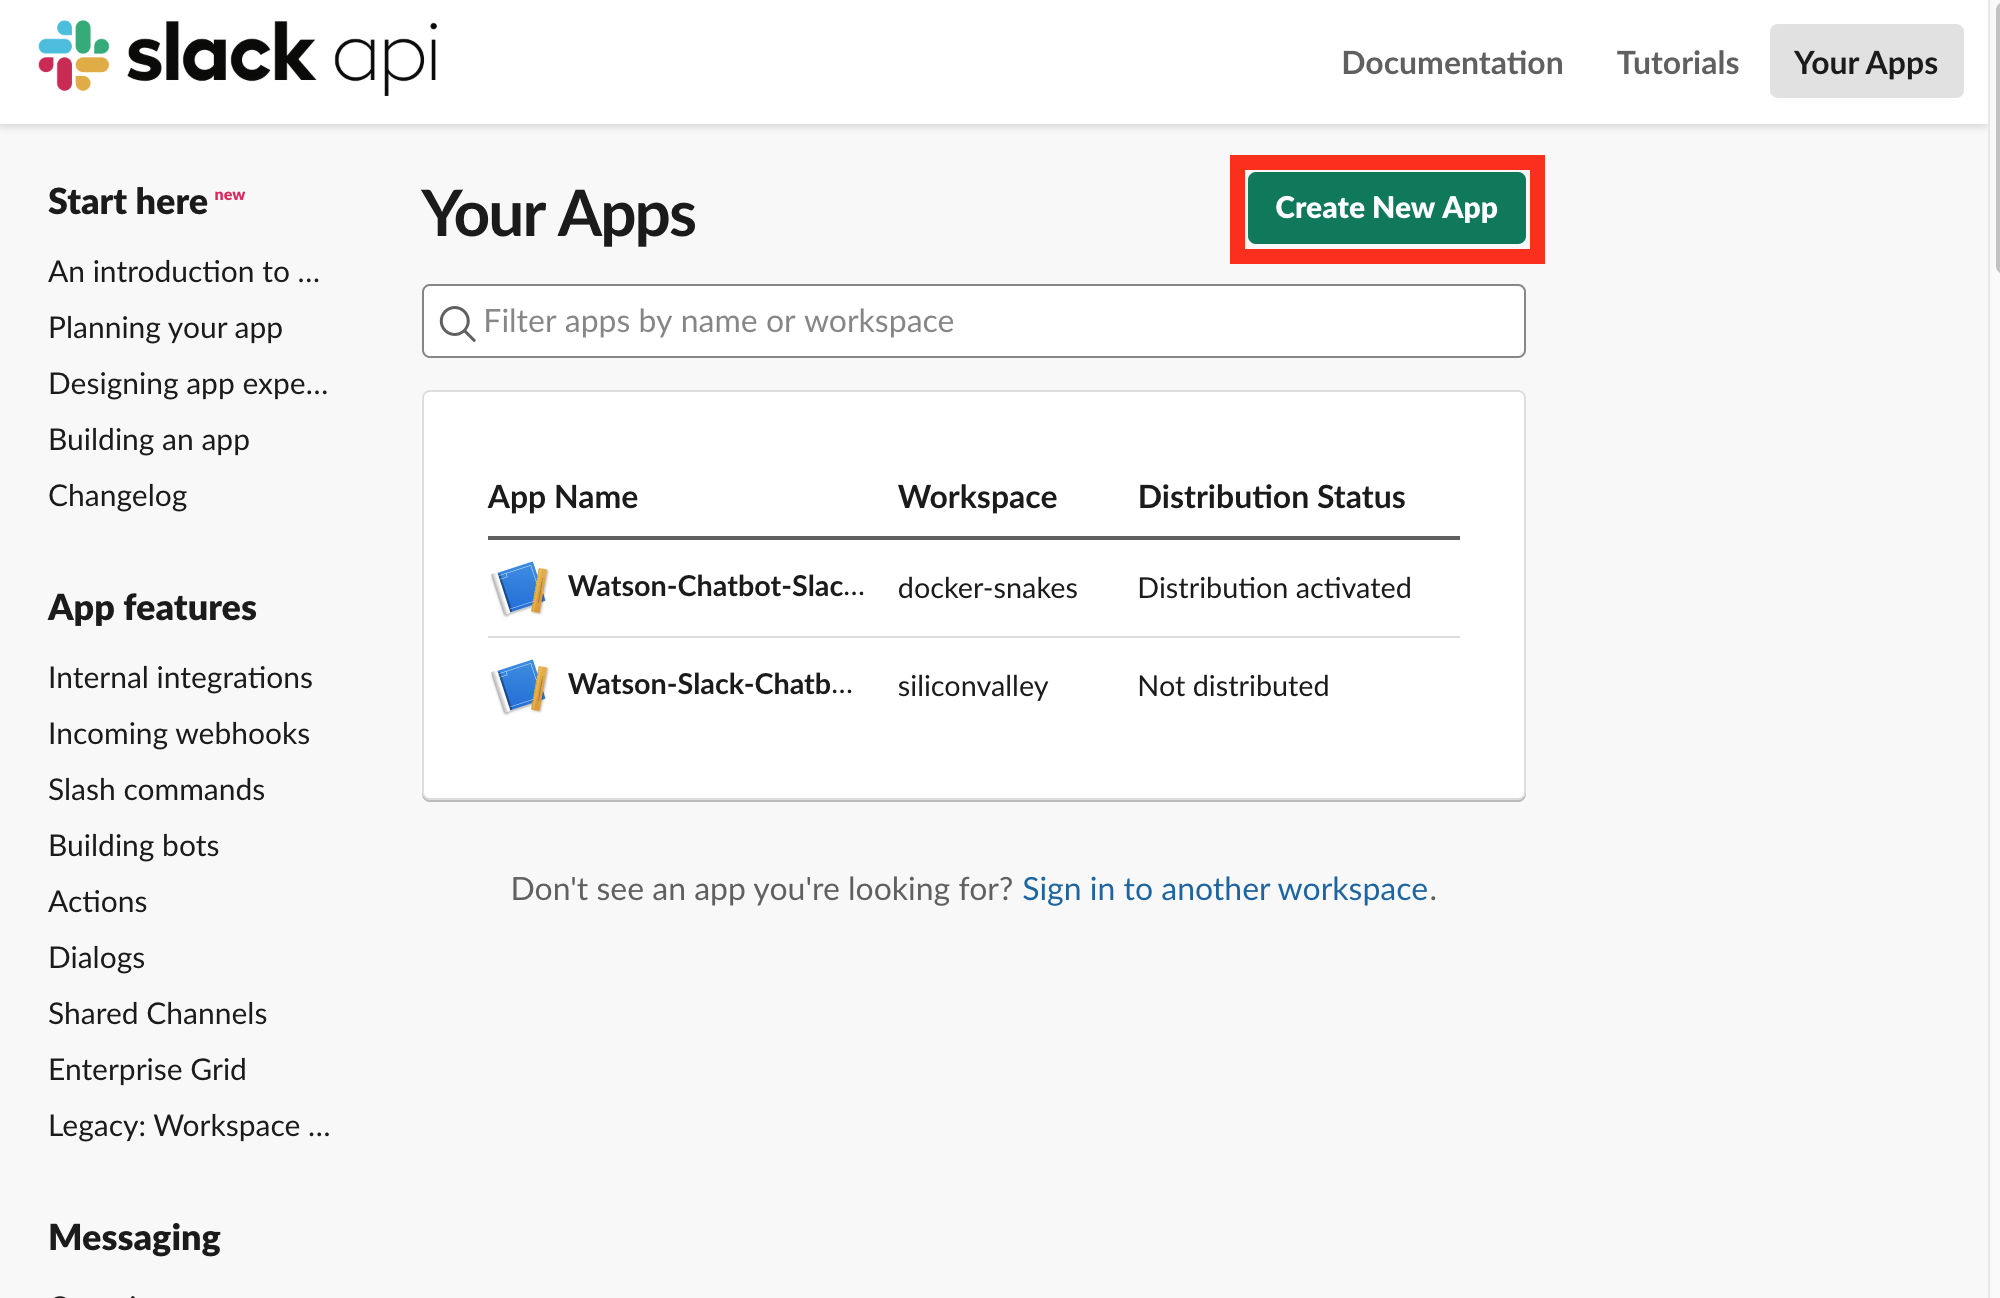 slack api
Documentation Tutorials Your Apps
Start here new
An introduction to ...
Planning your app
Designing app expe...
Building an app
Changelog
App features
Internal integrations
Incoming webhooks
Slash commands
Building bots
Actions
Dialogs
Shared Channels
Enterprise Grid
Legacy: Workspace ...
Messaging
Your Apps
Create New App
Filter apps by name or workspace
App Name Workspace Distribution Status
Watson-Chatbot-Slac... docker-snakes Distribution activated
Watson-Slack-Chatb... siliconvalley Not distributed
Don't see an app you're looking for? Sign in to another workspace.